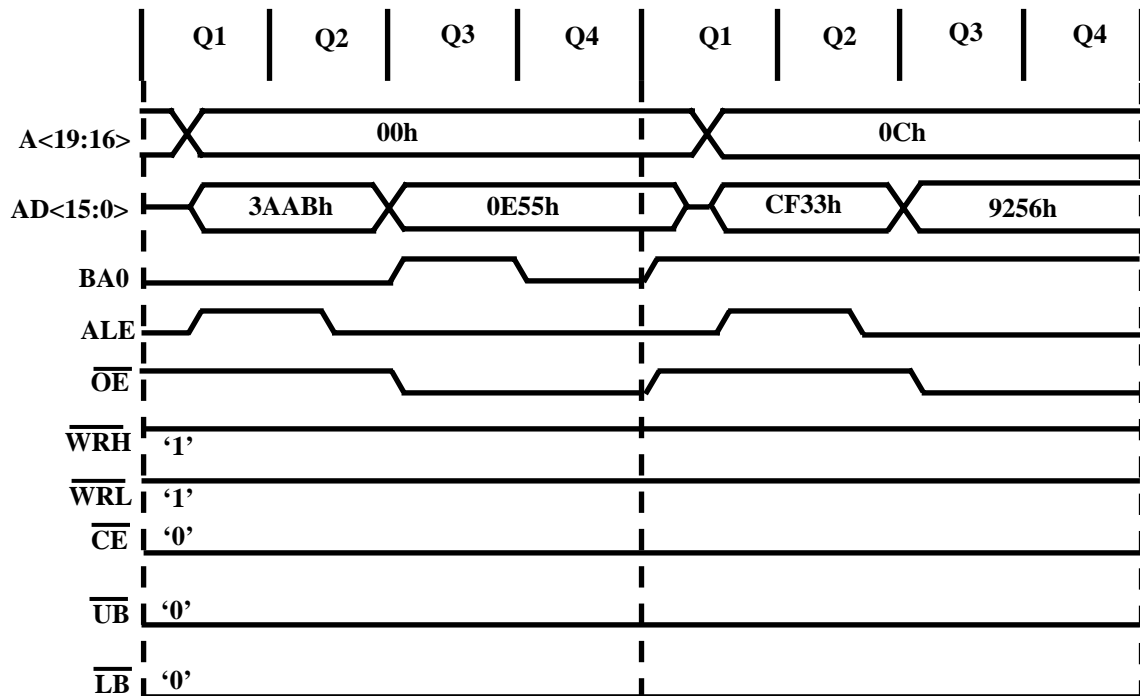 Q1 Q2 Q3 Q4 Q1 Q2 Q3 Q4
A<19:16> 00h 0Ch
AD<15:0> 3AABh 0E55h CF33h 9256h
BA0
ALE
OE
WRH ‘1’
WRL ‘1’
CE ‘0’
UB ‘0’
LB ‘0’